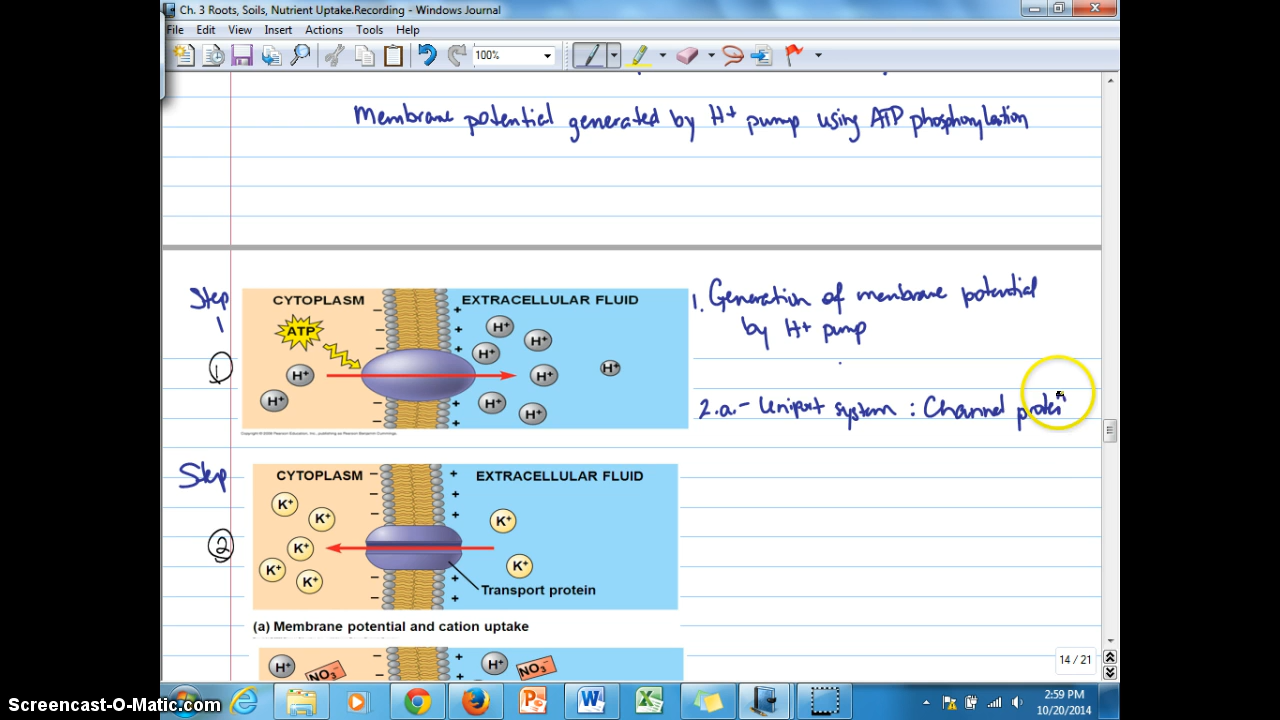 Ch. 3 Roots, Soils, Nutrient Uptake.Recording - Windows Journal
File Edit View Insert Actions Tools Help
100%
Membrane potential generated by H+ pump using ATP phosphorylation
Step
1
①
CYTOPLASM
EXTRACELLULAR FLUID
ATP
H+ H+ H+ H+ H+ H+ H+ H+ H+
1. Generation of membrane potential
by H+ pump
2.a.- Uniport system : Channel protein
Step
②
CYTOPLASM
EXTRACELLULAR FLUID
K+ K+ K+ K+ K+ K+ K+
Transport protein
(a) Membrane potential and cation uptake
H+ NO3- H+ NO3-
14 / 21
2:59 PM
10/20/2014
Screencast-O-Matic.com